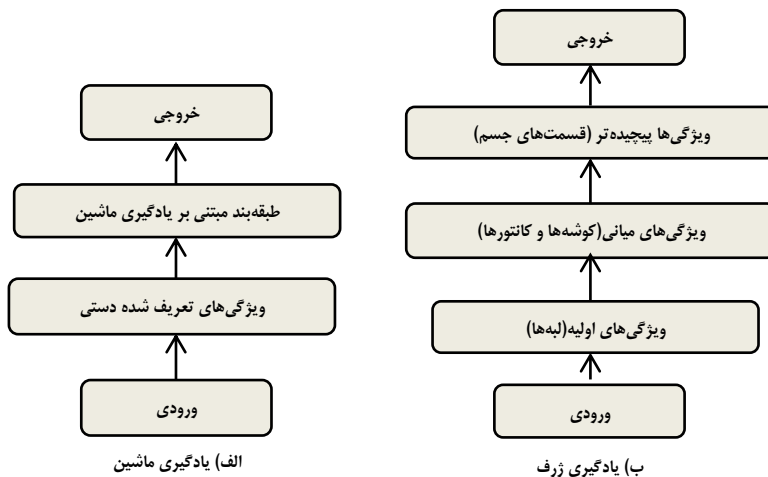 خروجی
ویژگی‌ها پیچیده‌تر (قسمت‌های جسم)
ویژگی‌های میانی(کوشه‌ها و کانتورها)
ویژگی‌های اولیه(لبه‌ها)
ورودی
ب) یادگیری ژرف
خروجی
طبقه‌بند مبتنی بر یادگیری ماشین
ویژگی‌های تعریف شده دستی
ورودی
الف) یادگیری ماشین